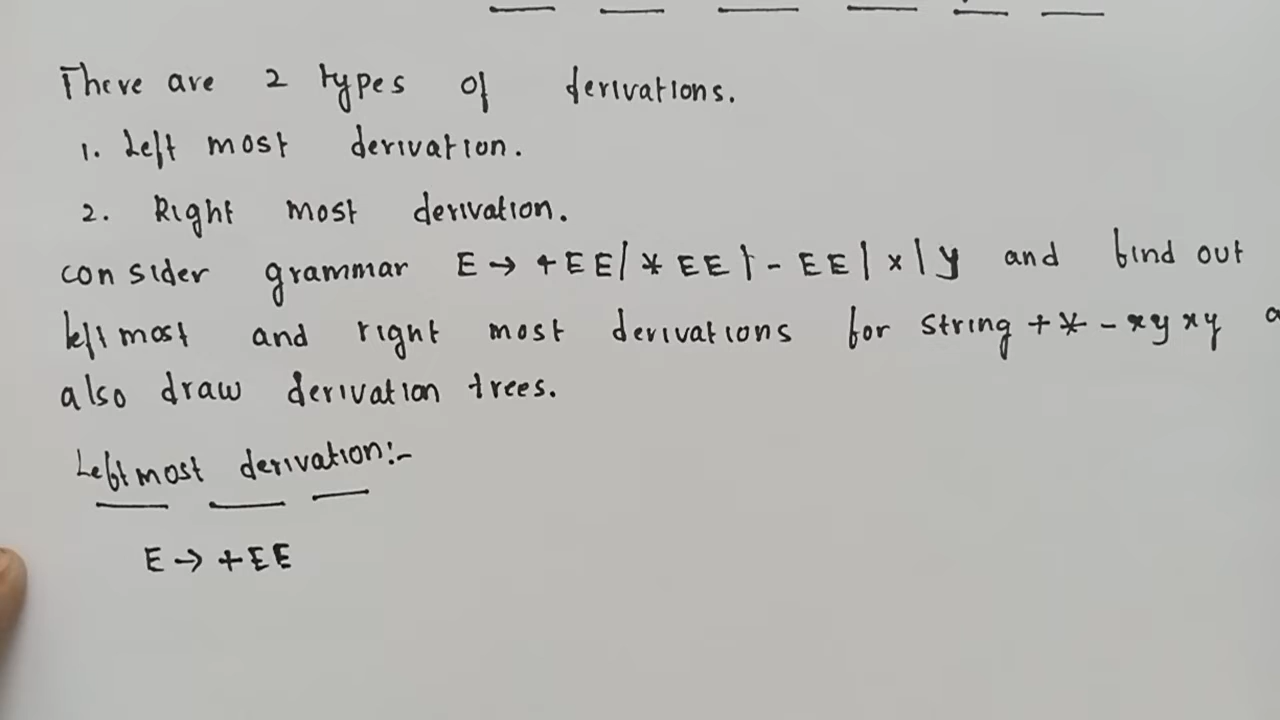 There are 2 types of derivations.
1. Left most derivation.
2. Right most derivation.
consider grammar E → +EE | * EE | - EE | x | y and find out
left most and right most derivations for string + * - x y x y a
also draw derivation trees.
Leftmost derivation:-
E → +EE